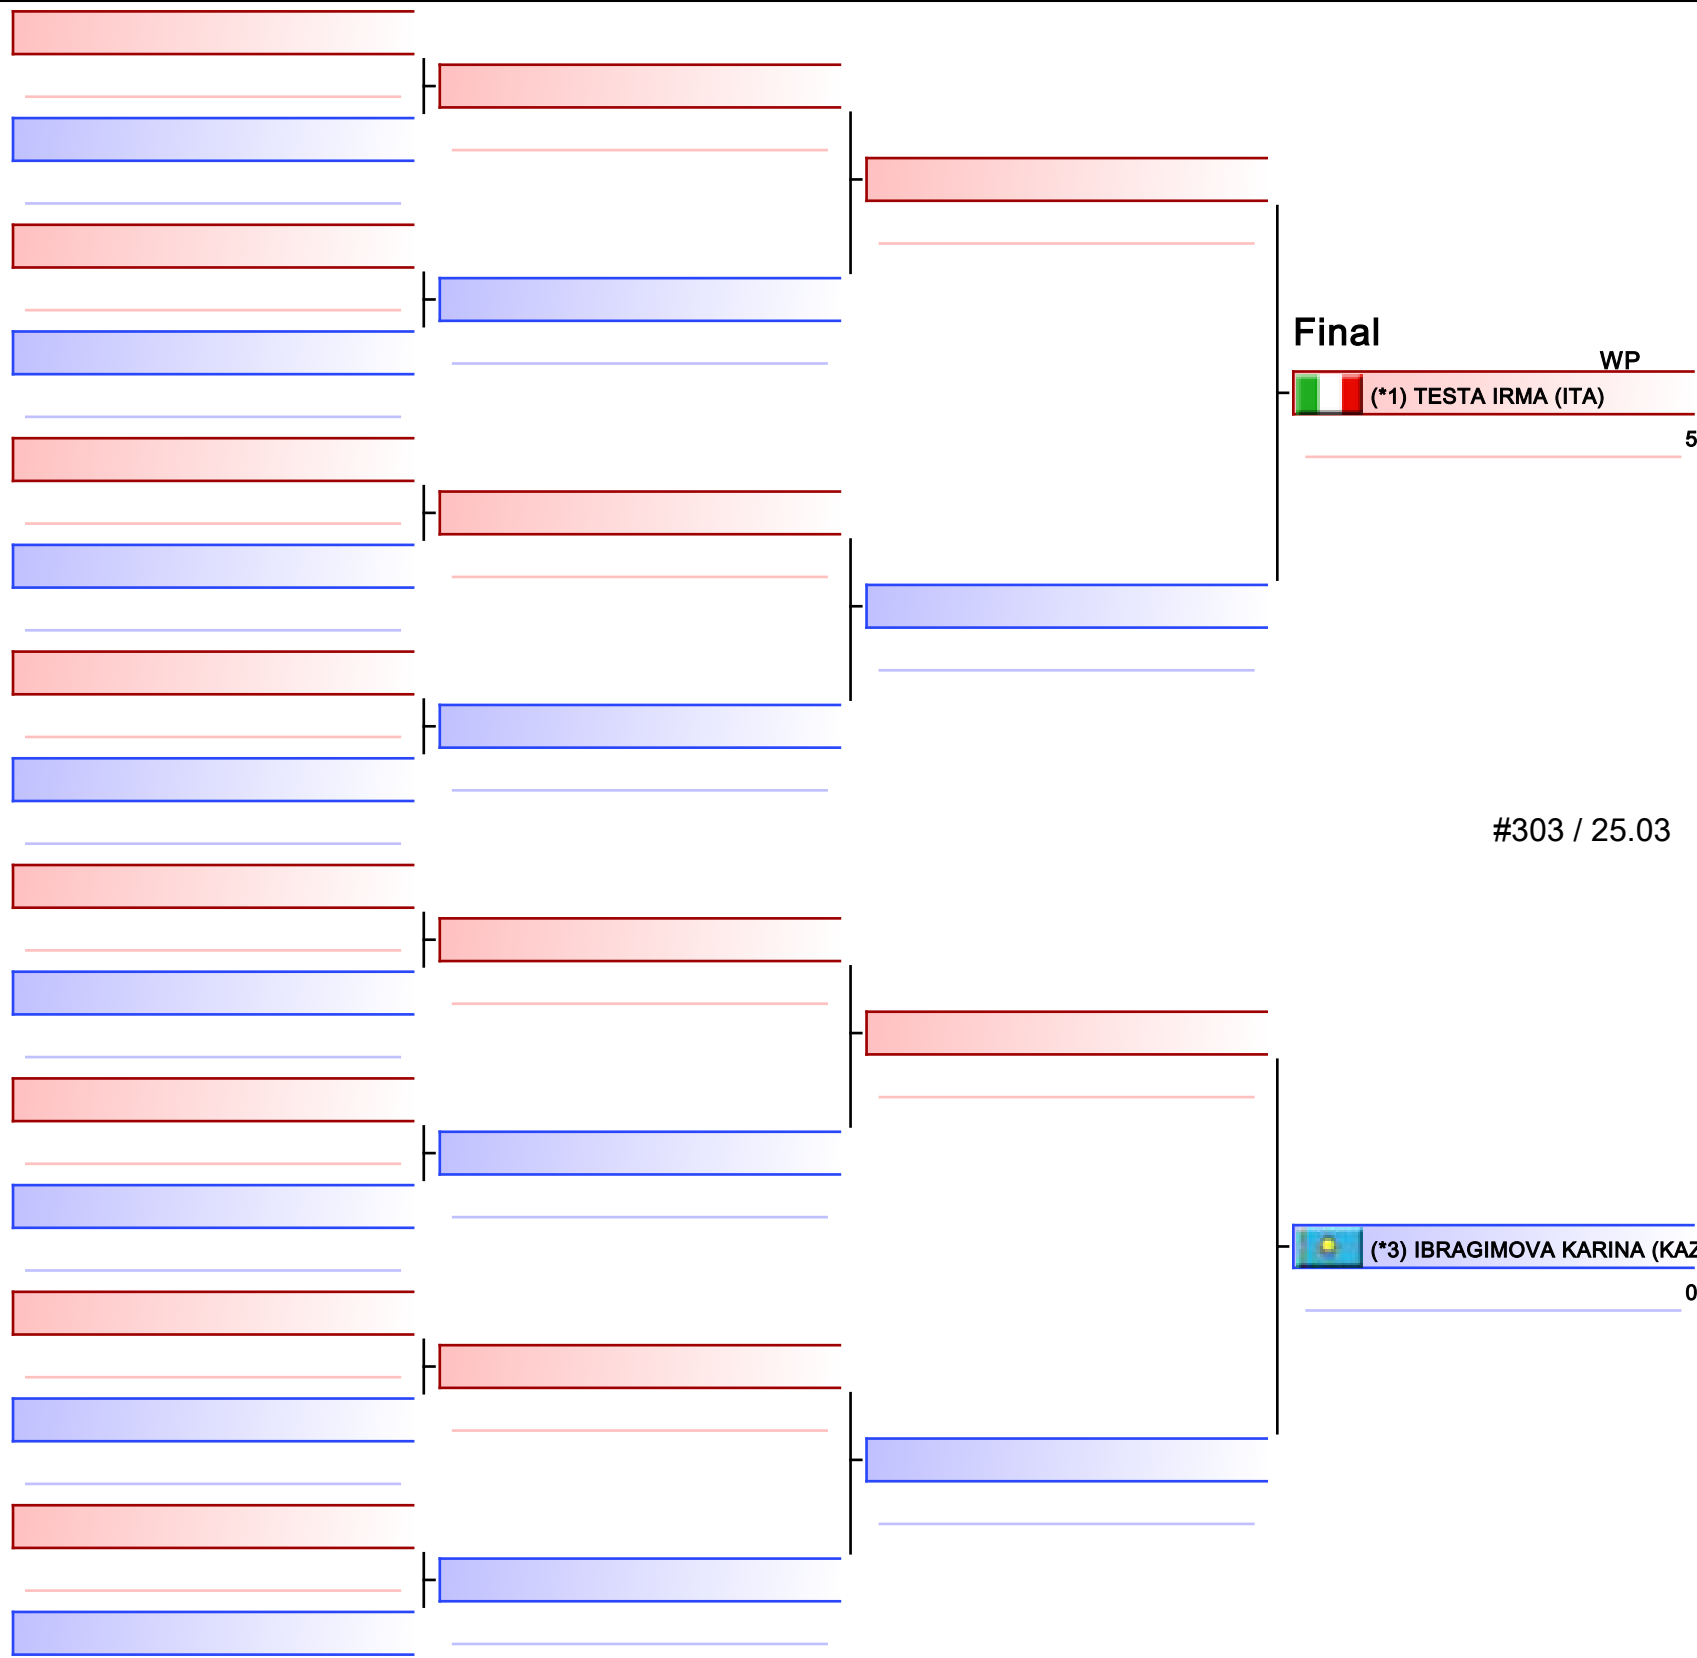 Final
WP
(*1) TESTA IRMA (ITA)
5
#303 / 25.03
(*3) IBRAGIMOVA KARINA (KAZ
0